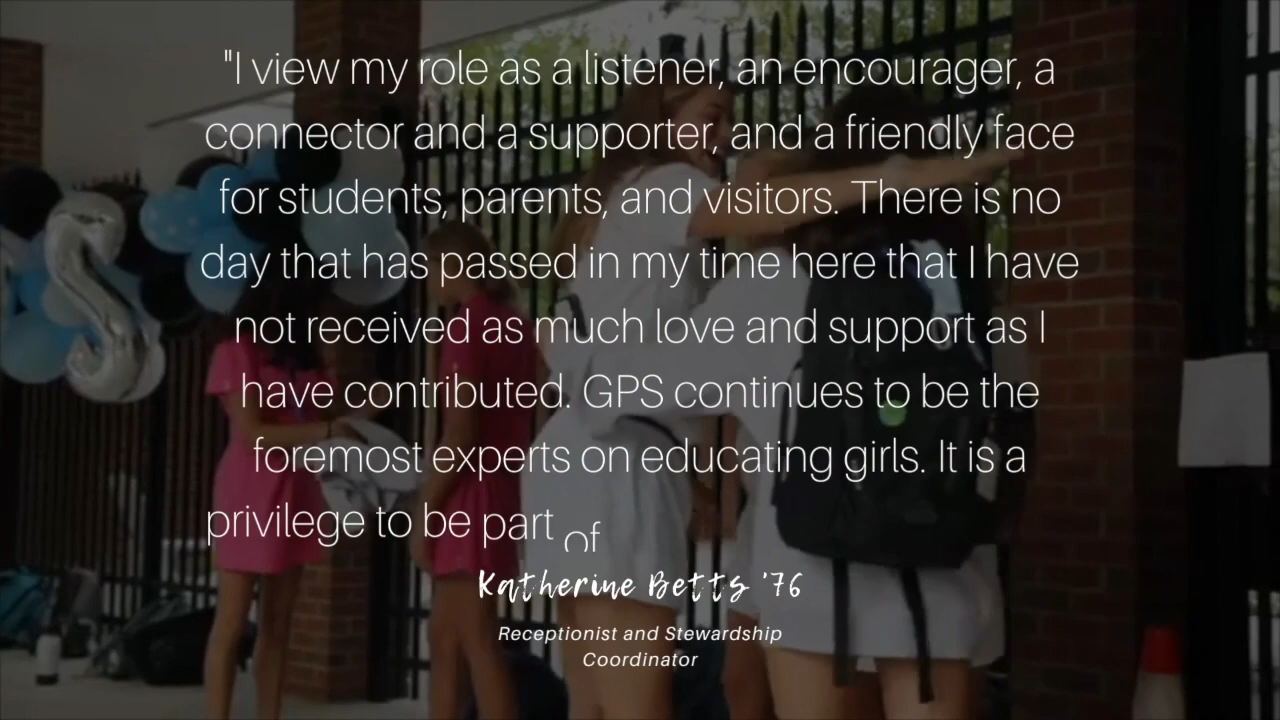 "I view my role as a listener, an encourager, a
connector and a supporter, and a friendly face
for students, parents, and visitors. There is no
day that has passed in my time here that I have
not received as much love and support as I
have contributed. GPS continues to be the
foremost experts on educating girls. It is a
privilege to be part of
Katherine Betts '76
Receptionist and Stewardship
Coordinator
S